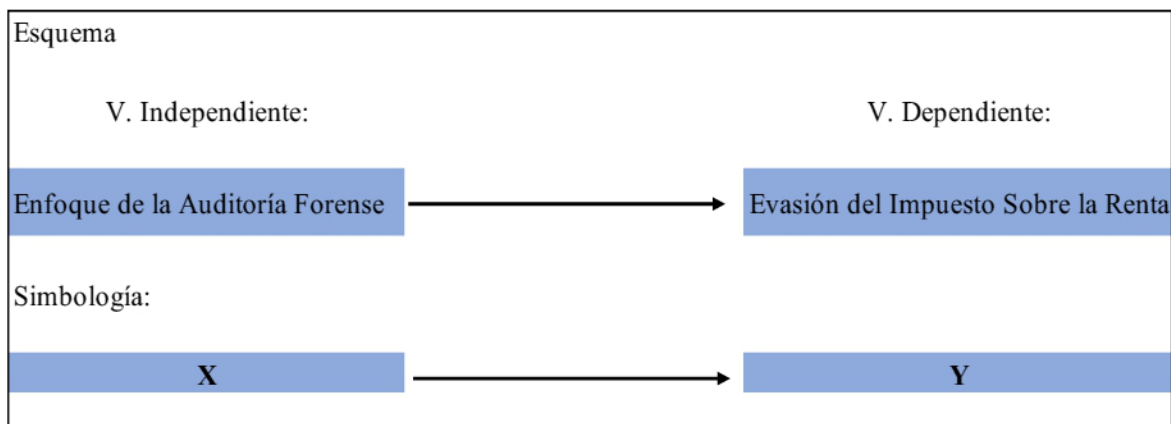 Esquema
V. Independiente:
V. Dependiente:
Enfoque de la Auditoría Forense
Evasión del Impuesto Sobre la Renta
Simbología:
X
Y